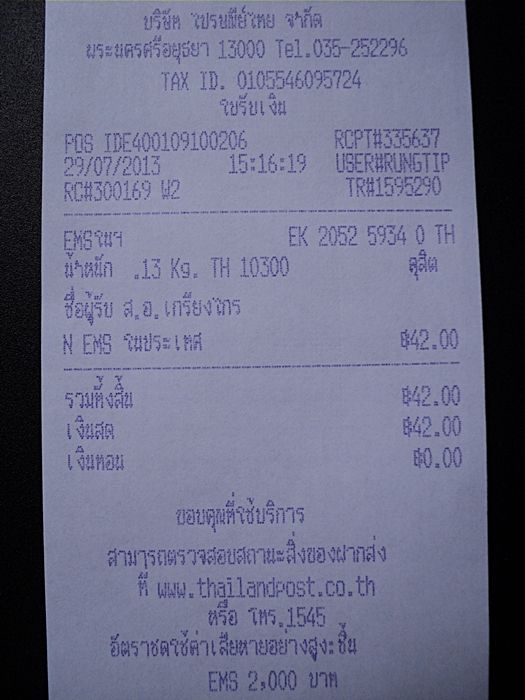 บริษัท ไปรษณีย์ไทย จำกัด
พระนครศรีอยุธยา 13000 Tel.035-252296
TAX ID. 0105546095724
ใบรับเงิน
POS IDE400109100206 RCPT#335637
29/07/2013 15:16:19 USER#RUNGTIP
RC#300169 W2 TR#1595290
EMSในฯ EK 2052 5934 0 TH
น้ำหนัก .13 Kg. TH 10300 ดุสิต
ชื่อผู้รับ ส.อ.เกรียงไกร
N EMS ในประเทศ ฿42.00
รวมทั้งสิ้น ฿42.00
เงินสด ฿42.00
เงินทอน ฿0.00
ขอบคุณที่ใช้บริการ
สามารถตรวจสอบสถานะสิ่งของฝากส่ง
ที่ www.thailandpost.co.th
หรือ โทร.1545
อัตราชดใช้ค่าเสียหายอย่างสูง:ชิ้น
EMS 2,000 บาท